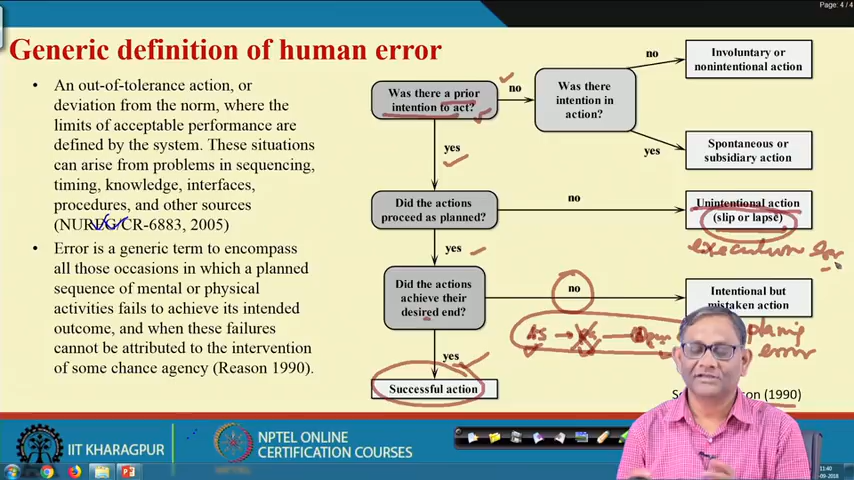 Page: 4/4
Generic definition of human error
• An out-of-tolerance action, or
deviation from the norm, where the
limits of acceptable performance are
defined by the system. These situations
can arise from problems in sequencing,
timing, knowledge, interfaces,
procedures, and other sources
(NUREG/CR-6883, 2005)
• Error is a generic term to encompass
all those occasions in which a planned
sequence of mental or physical
activities fails to achieve its intended
outcome, and when these failures
cannot be attributed to the intervention
of some chance agency (Reason 1990).
Was there a prior
intention to act?
no
Was there
intention in
action?
no
Involuntary or
nonintentional action
yes
Spontaneous or
subsidiary action
yes
Did the actions
proceed as planned?
no
Unintentional action
(slip or lapse)
execution
yes
Did the actions
achieve their
desired end?
no
Intentional but
mistaken action
error
yes
Successful action
(1990)
IIT KHARAGPUR
NPTEL ONLINE
CERTIFICATION COURSES
11:40